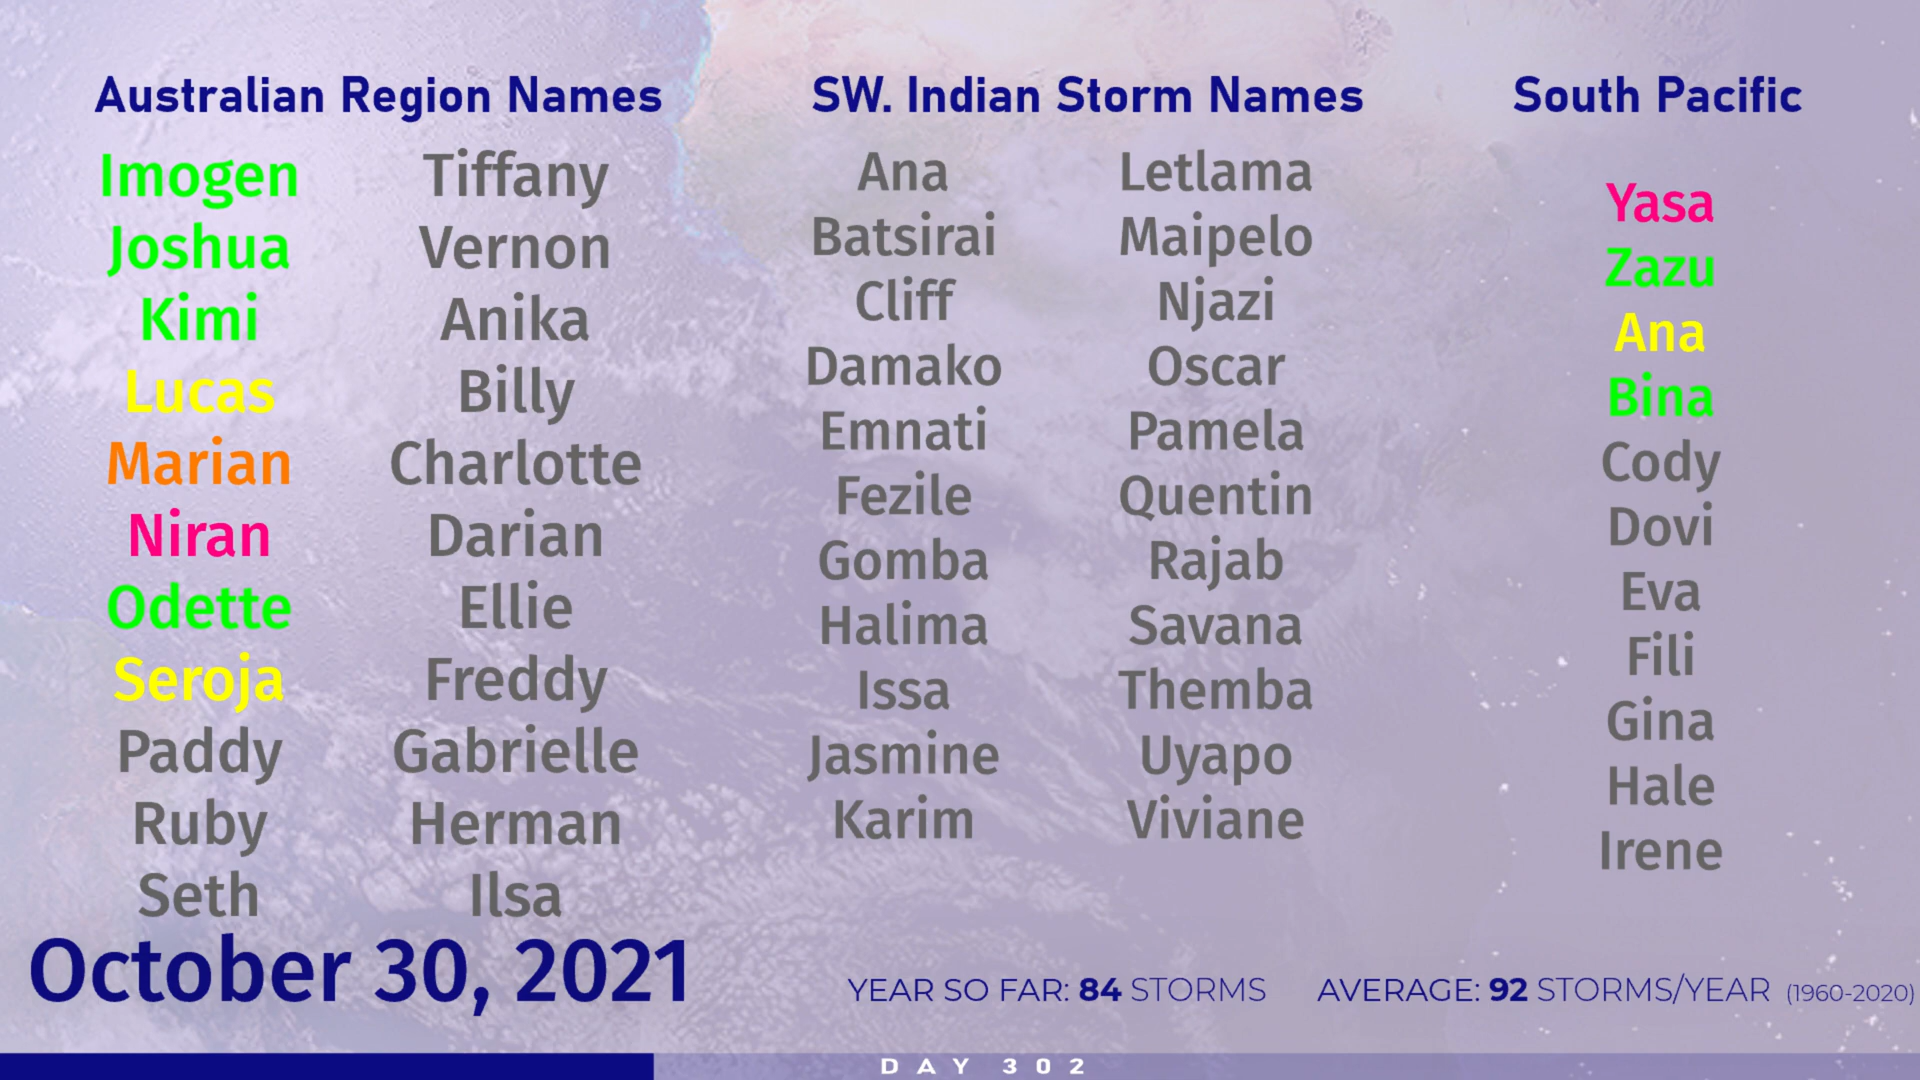 Australian Region Names
Imogen
Joshua
Kimi
Lucas
Marian
Niran
Odette
Seroja
Paddy
Ruby
Seth
Tiffany
Vernon
Anika
Billy
Charlotte
Darian
Ellie
Freddy
Gabrielle
Herman
Ilsa
SW. Indian Storm Names
Ana
Batsirai
Cliff
Damako
Emnati
Fezile
Gomba
Halima
Issa
Jasmine
Karim
Letlama
Maipelo
Njazi
Oscar
Pamela
Quentin
Rajab
Savana
Themba
Uyapo
Viviane
South Pacific
Yasa
Zazu
Ana
Bina
Cody
Dovi
Eva
Fili
Gina
Hale
Irene
October 30, 2021
YEAR SO FAR: 84 STORMS
AVERAGE: 92 STORMS/YEAR (1960-2020)
DAY 302